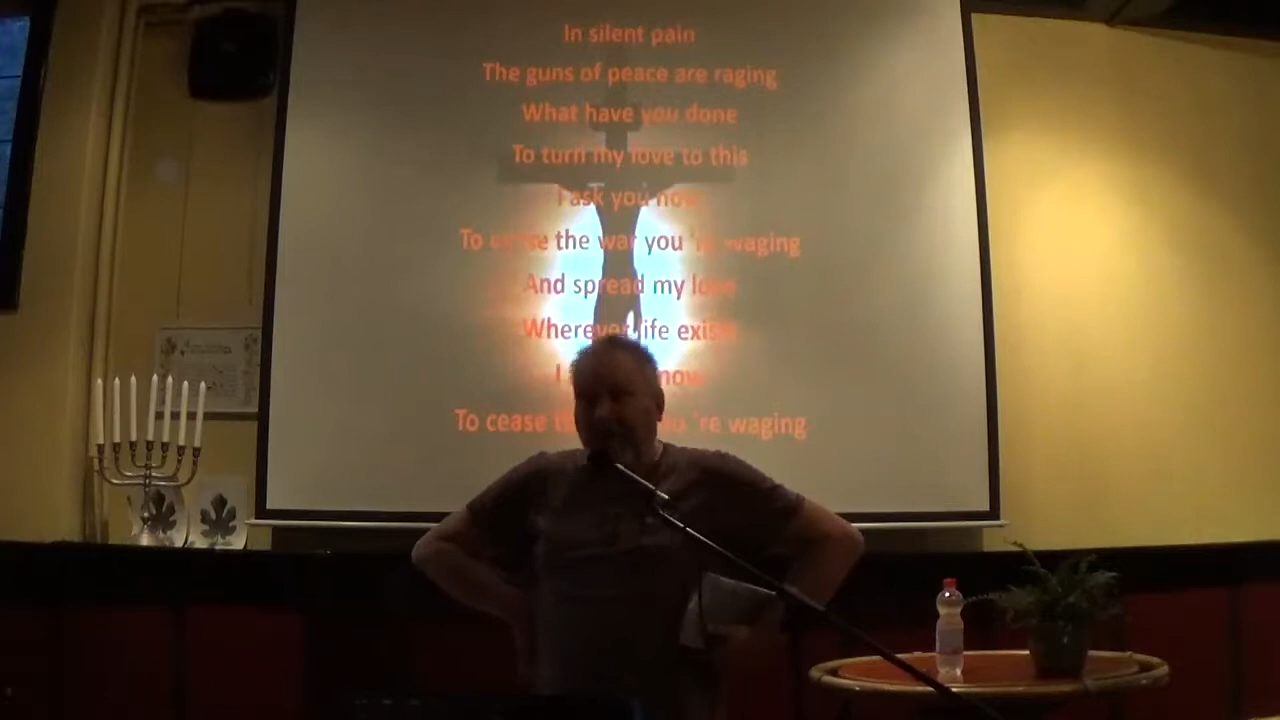 In silent pain
The guns of peace are raging
What have you done
To turn my love to this
I ask you now
To cease the war you 're waging
And spread my love
Wherever life exists
I now
To cease you 're waging